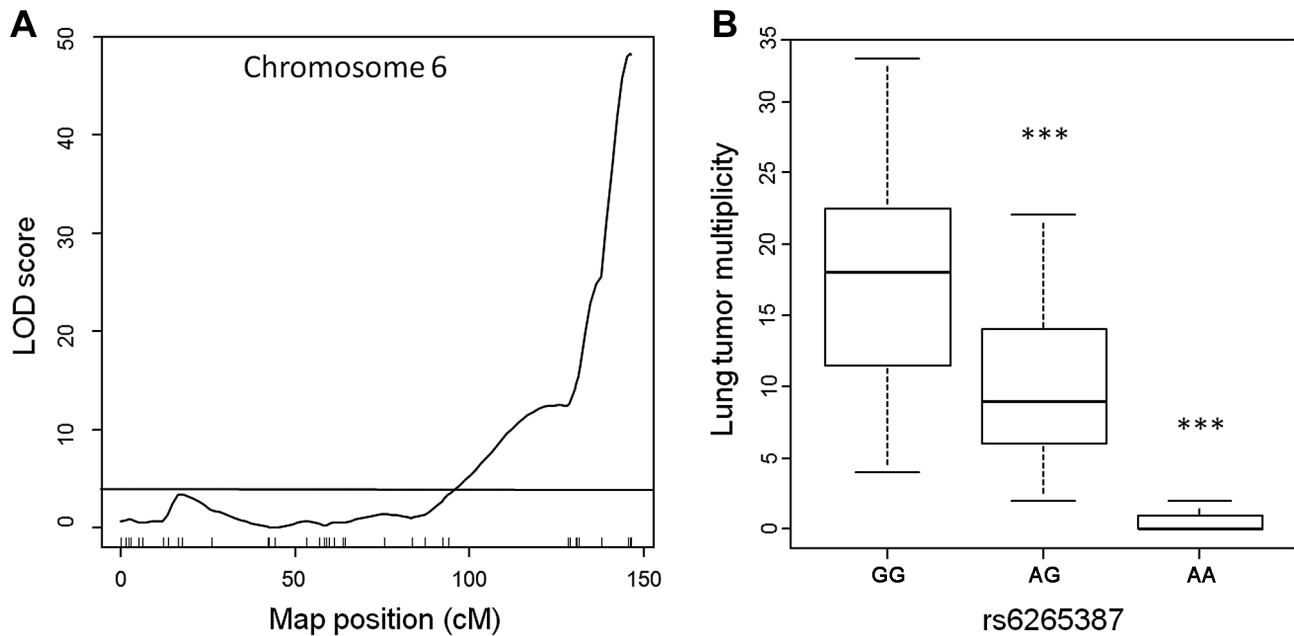 A
Chromosome 6
LOD score
50
40
30
20
10
0
0 50 100 150
Map position (cM)
B
Lung tumor multiplicity
35
30
25
20
15
10
5
0
***
***
GG AG AA
rs6265387